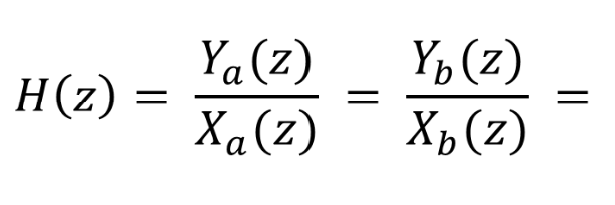 H(z) = Y_a(z)/X_a(z) = Y_b(z)/X_b(z) =